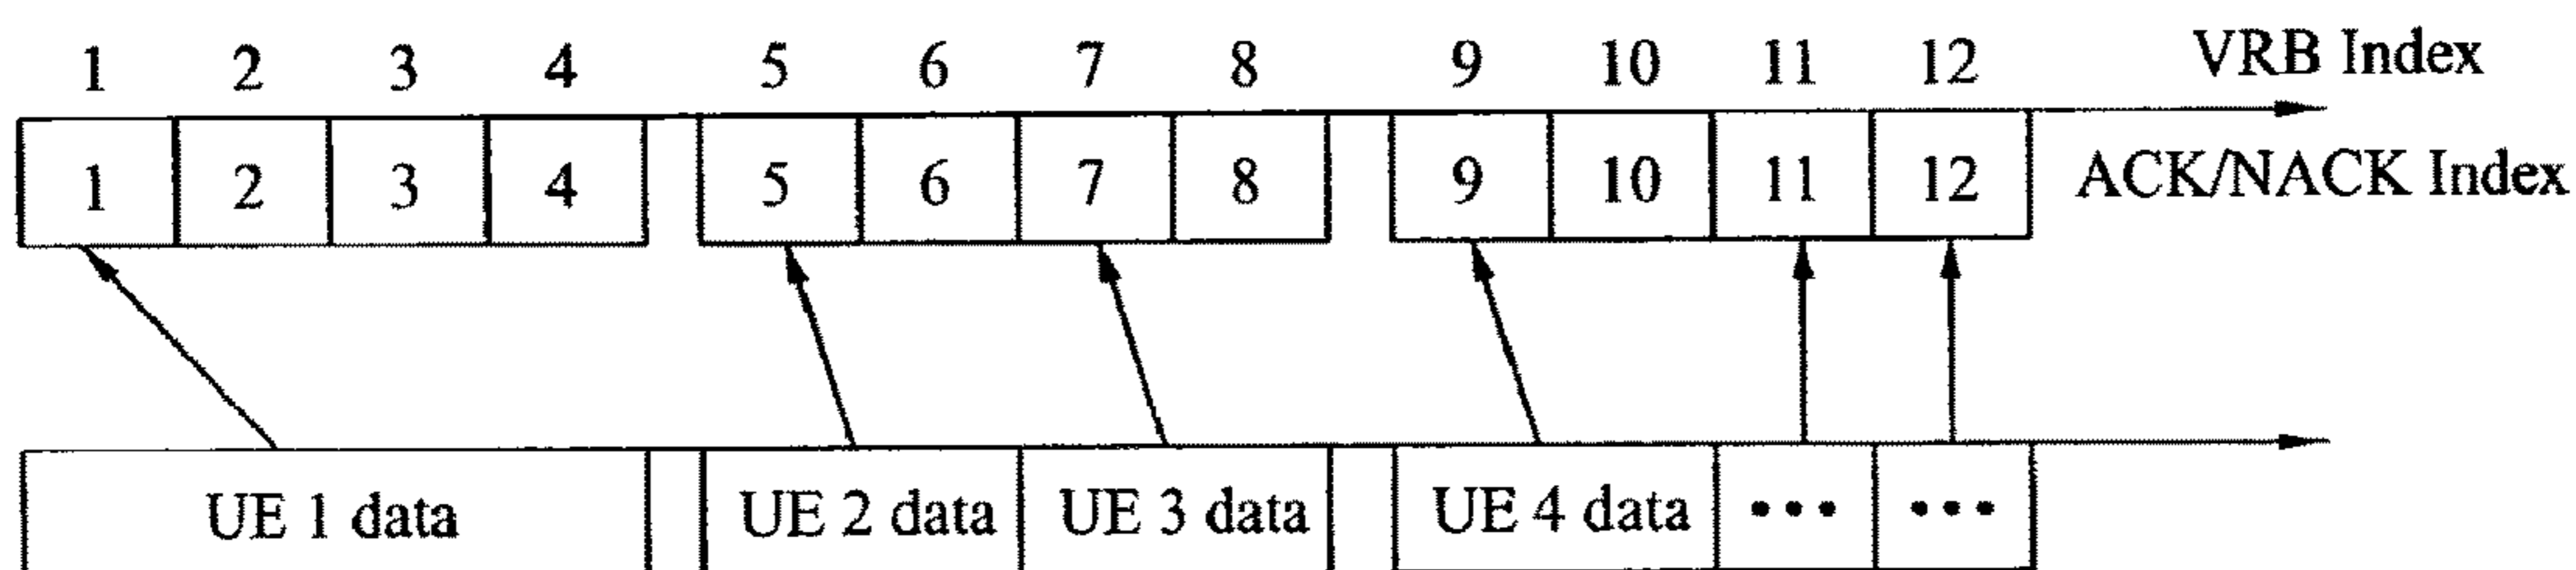 1 2 3 4 5 6 7 8 9 10 11 12 VRB Index
1 2 3 4 5 6 7 8 9 10 11 12 ACK/NACK Index
UE 1 data UE 2 data UE 3 data UE 4 data ••• •••